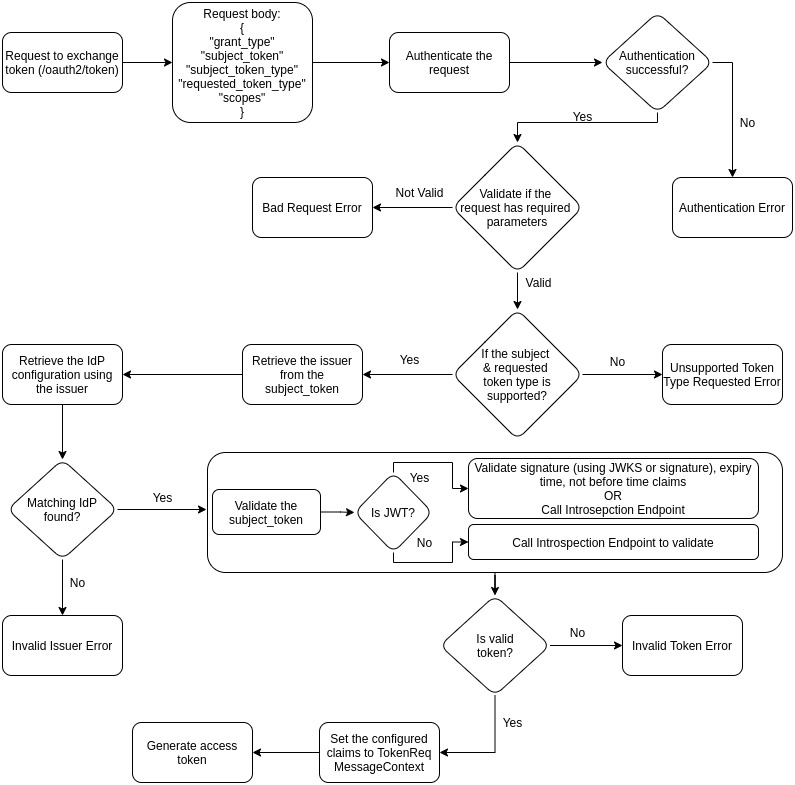 Request to exchange
token (/oauth2/token)
Request body:
{
"grant_type"
"subject_token"
"subject_token_type"
"requested_token_type"
"scopes"
}
Authenticate the
request
Authentication
successful?
Yes
No
Bad Request Error
Not Valid
Validate if the
request has required
parameters
Authentication Error
Valid
Retrieve the IdP
configuration using
the issuer
Retrieve the issuer
from the
subject_token
Yes
If the subject
& requested
token type is
supported?
No
Unsupported Token
Type Requested Error
Matching IdP
found?
Yes
Validate the
subject_token
Is JWT?
Yes
Validate signature (using JWKS or signature), expiry
time, not before time claims
OR
Call Introsepction Endpoint
No
Call Introspection Endpoint to validate
No
Invalid Issuer Error
Is valid
token?
No
Invalid Token Error
Yes
Generate access
token
Set the configured
claims to TokenReq
MessageContext